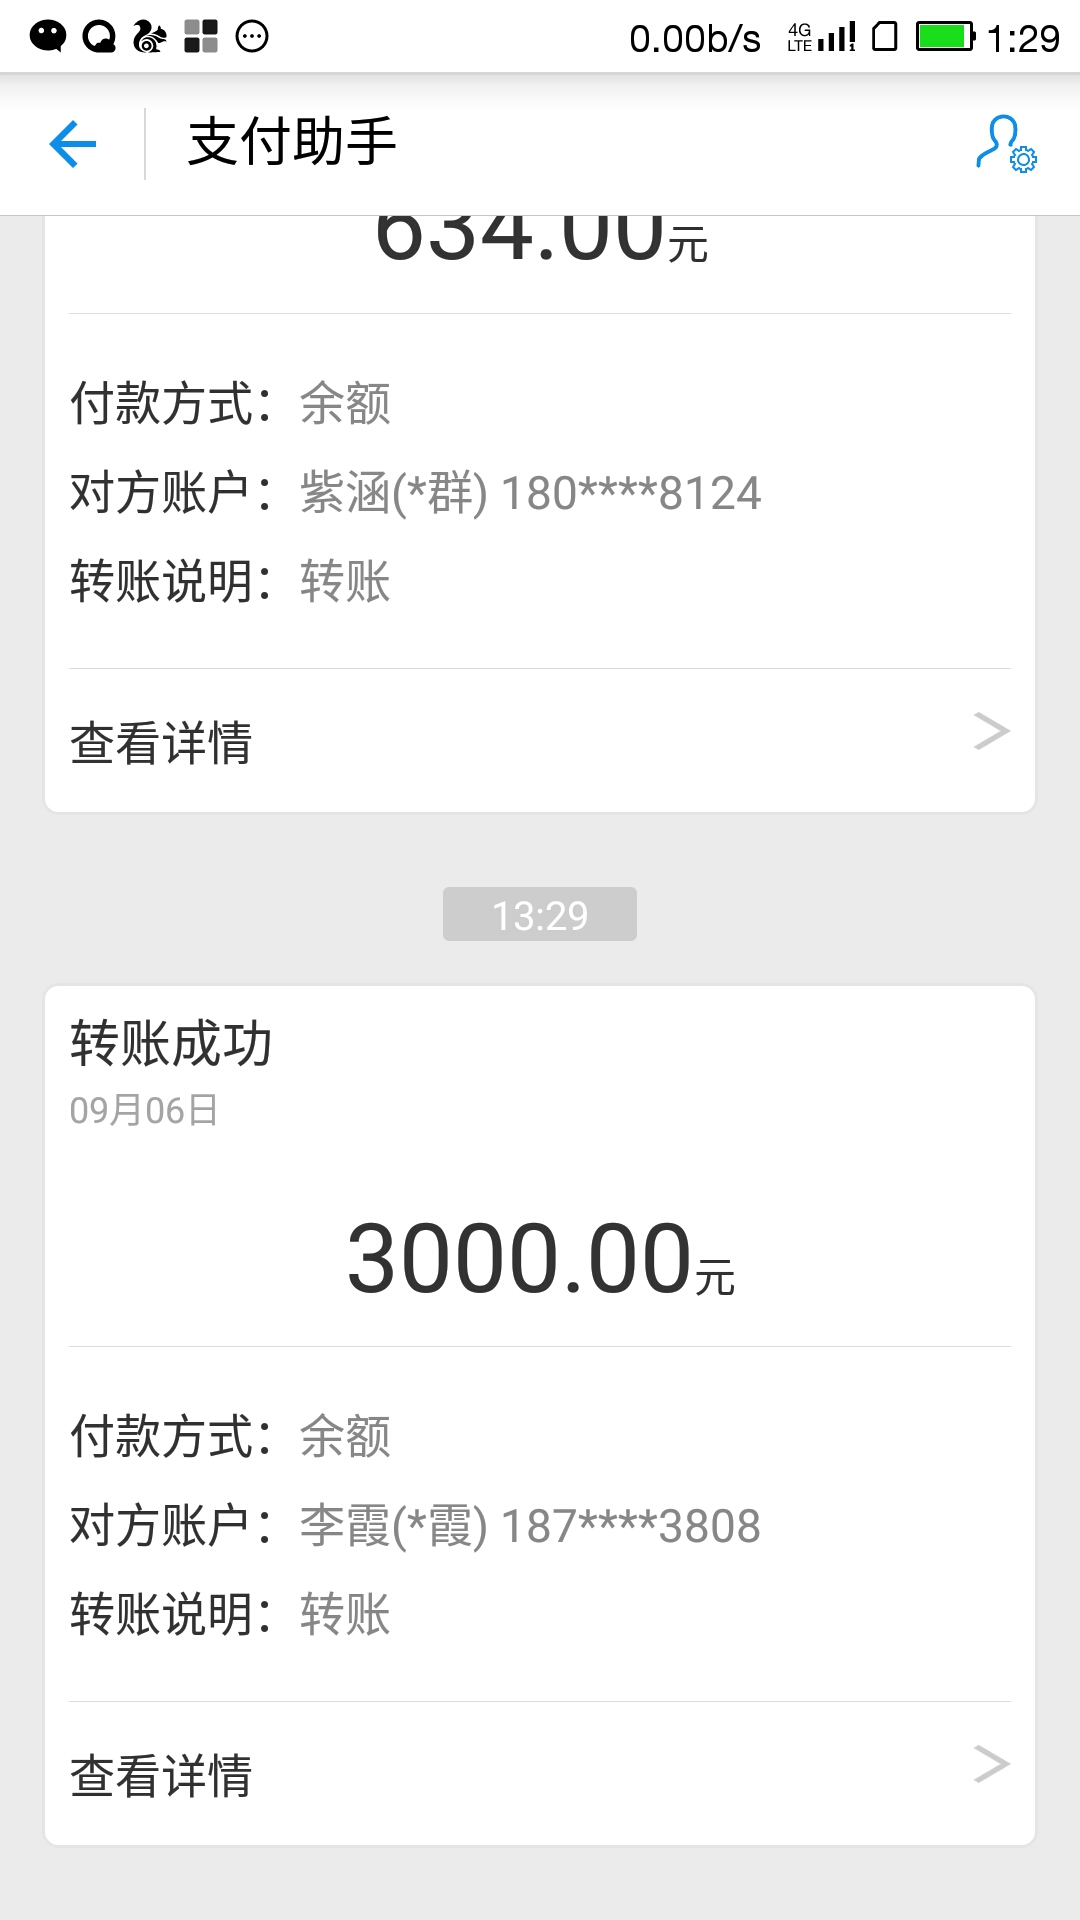 0.00b/s 4G LTE 1:29
支付助手
634.00元
付款方式：余额
对方账户：紫涵(*群) 180****8124
转账说明：转账
查看详情
13:29
转账成功
09月06日
3000.00元
付款方式：余额
对方账户：李霞(*霞) 187****3808
转账说明：转账
查看详情